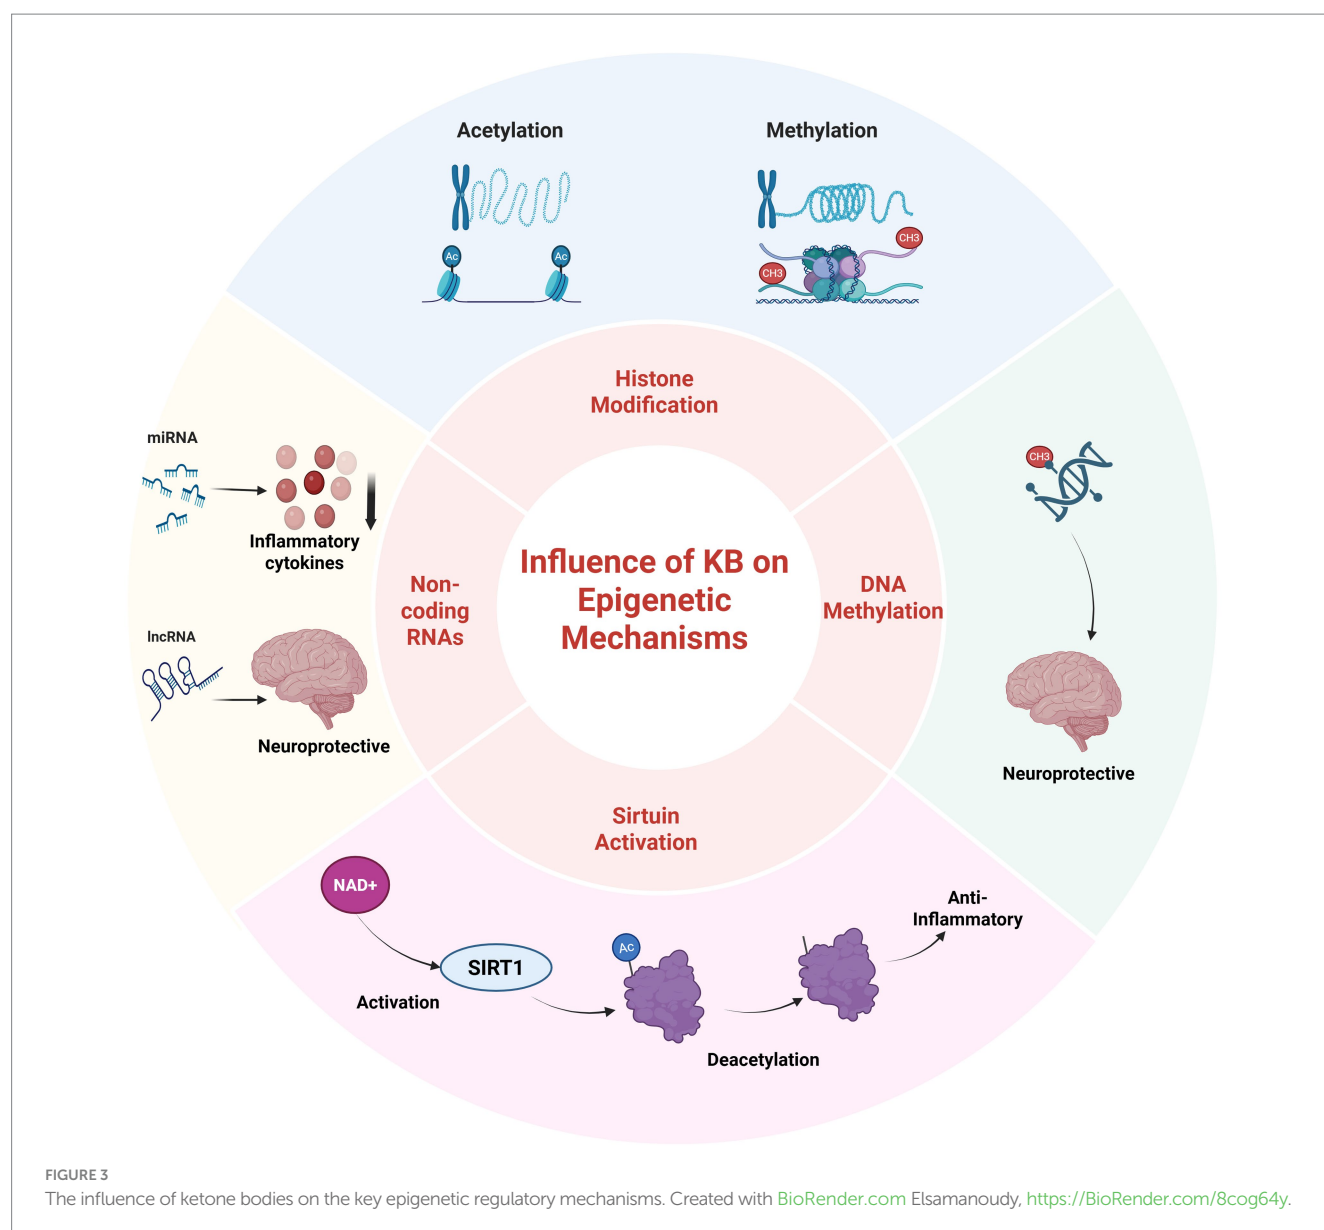 Acetylation
Methylation
Ac
Ac
CH3
CH3
Histone
Modification
miRNA
Inflammatory
cytokines
lncRNA
Neuroprotective
Non-
coding
RNAs
Influence of KB on
Epigenetic
Mechanisms
DNA
Methylation
CH3
Neuroprotective
Sirtuin
Activation
NAD+
SIRT1
Activation
Ac
Deacetylation
Anti-
Inflammatory
FIGURE 3
The influence of ketone bodies on the key epigenetic regulatory mechanisms. Created with BioRender.com Elsamanoudy, https://BioRender.com/8cog64y.